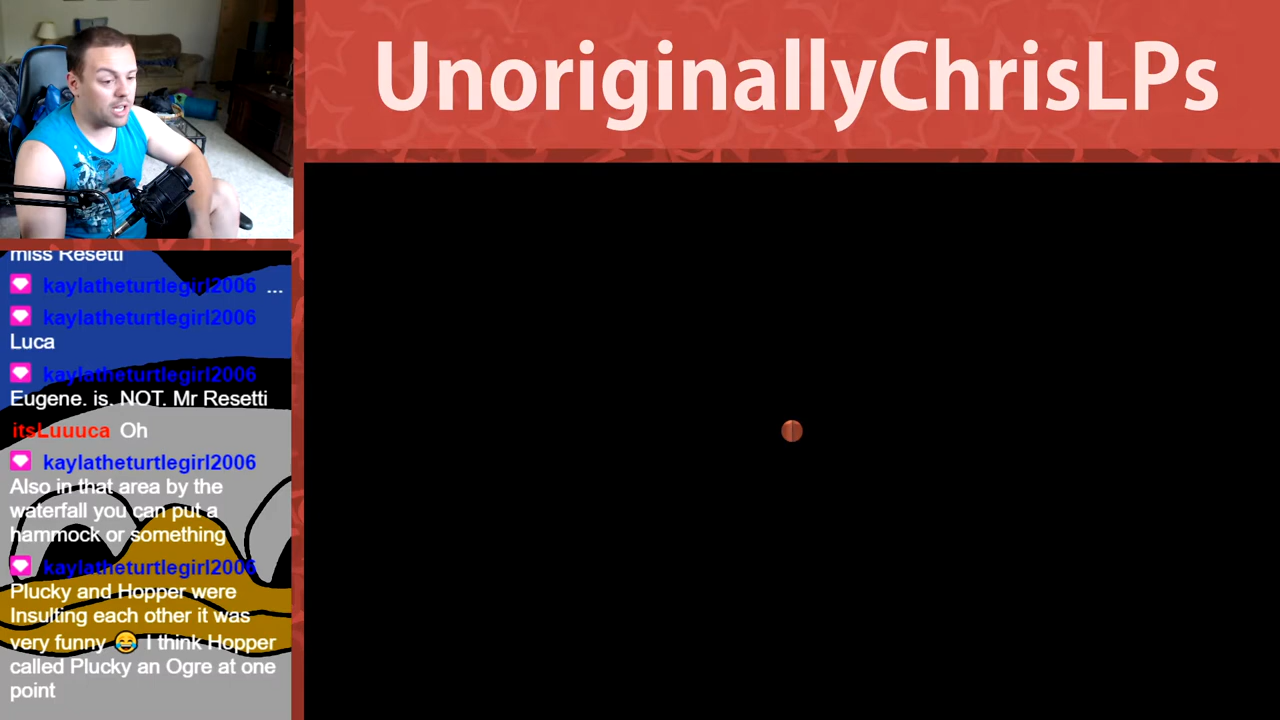 UnoriginallyChrisLPs
miss Resetti
kaylatheturtlegirl2006 ...
kaylatheturtlegirl2006
Luca
kaylatheturtlegirl2006
Eugene. is. NOT. Mr Resetti
itsLuuuca Oh
kaylatheturtlegirl2006
Also in that area by the
waterfall you can put a
hammock or something
kaylatheturtlegirl2006
Plucky and Hopper were
Insulting each other it was
very funny 😂 I think Hopper
called Plucky an Ogre at one
point